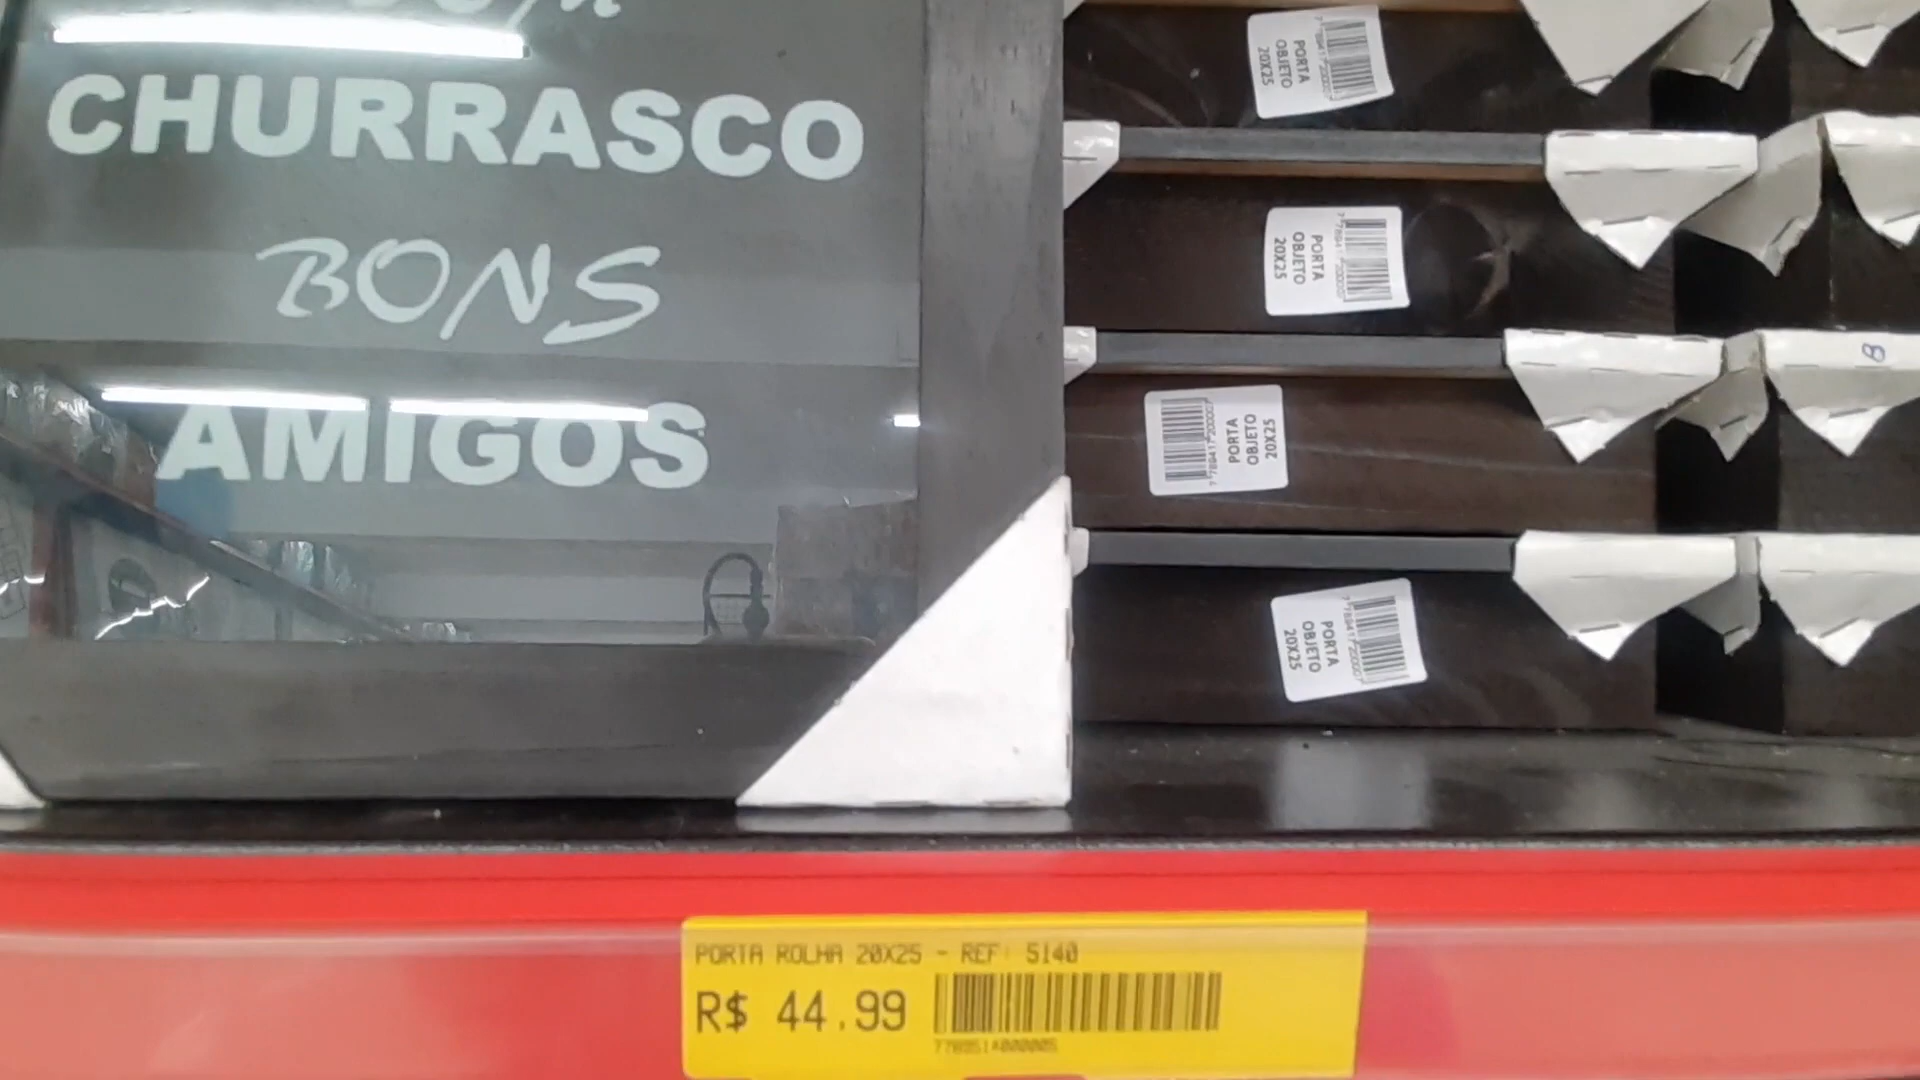 CHURRASCO
BONS
AMIGOS
PORTA
OBJETO
20X25
PORTA
OBJETO
20X25
PORTA
OBJETO
20X25
PORTA
OBJETO
20X25
8
PORTA ROLHA 20X25 - REF: 5140
R$ 44.99